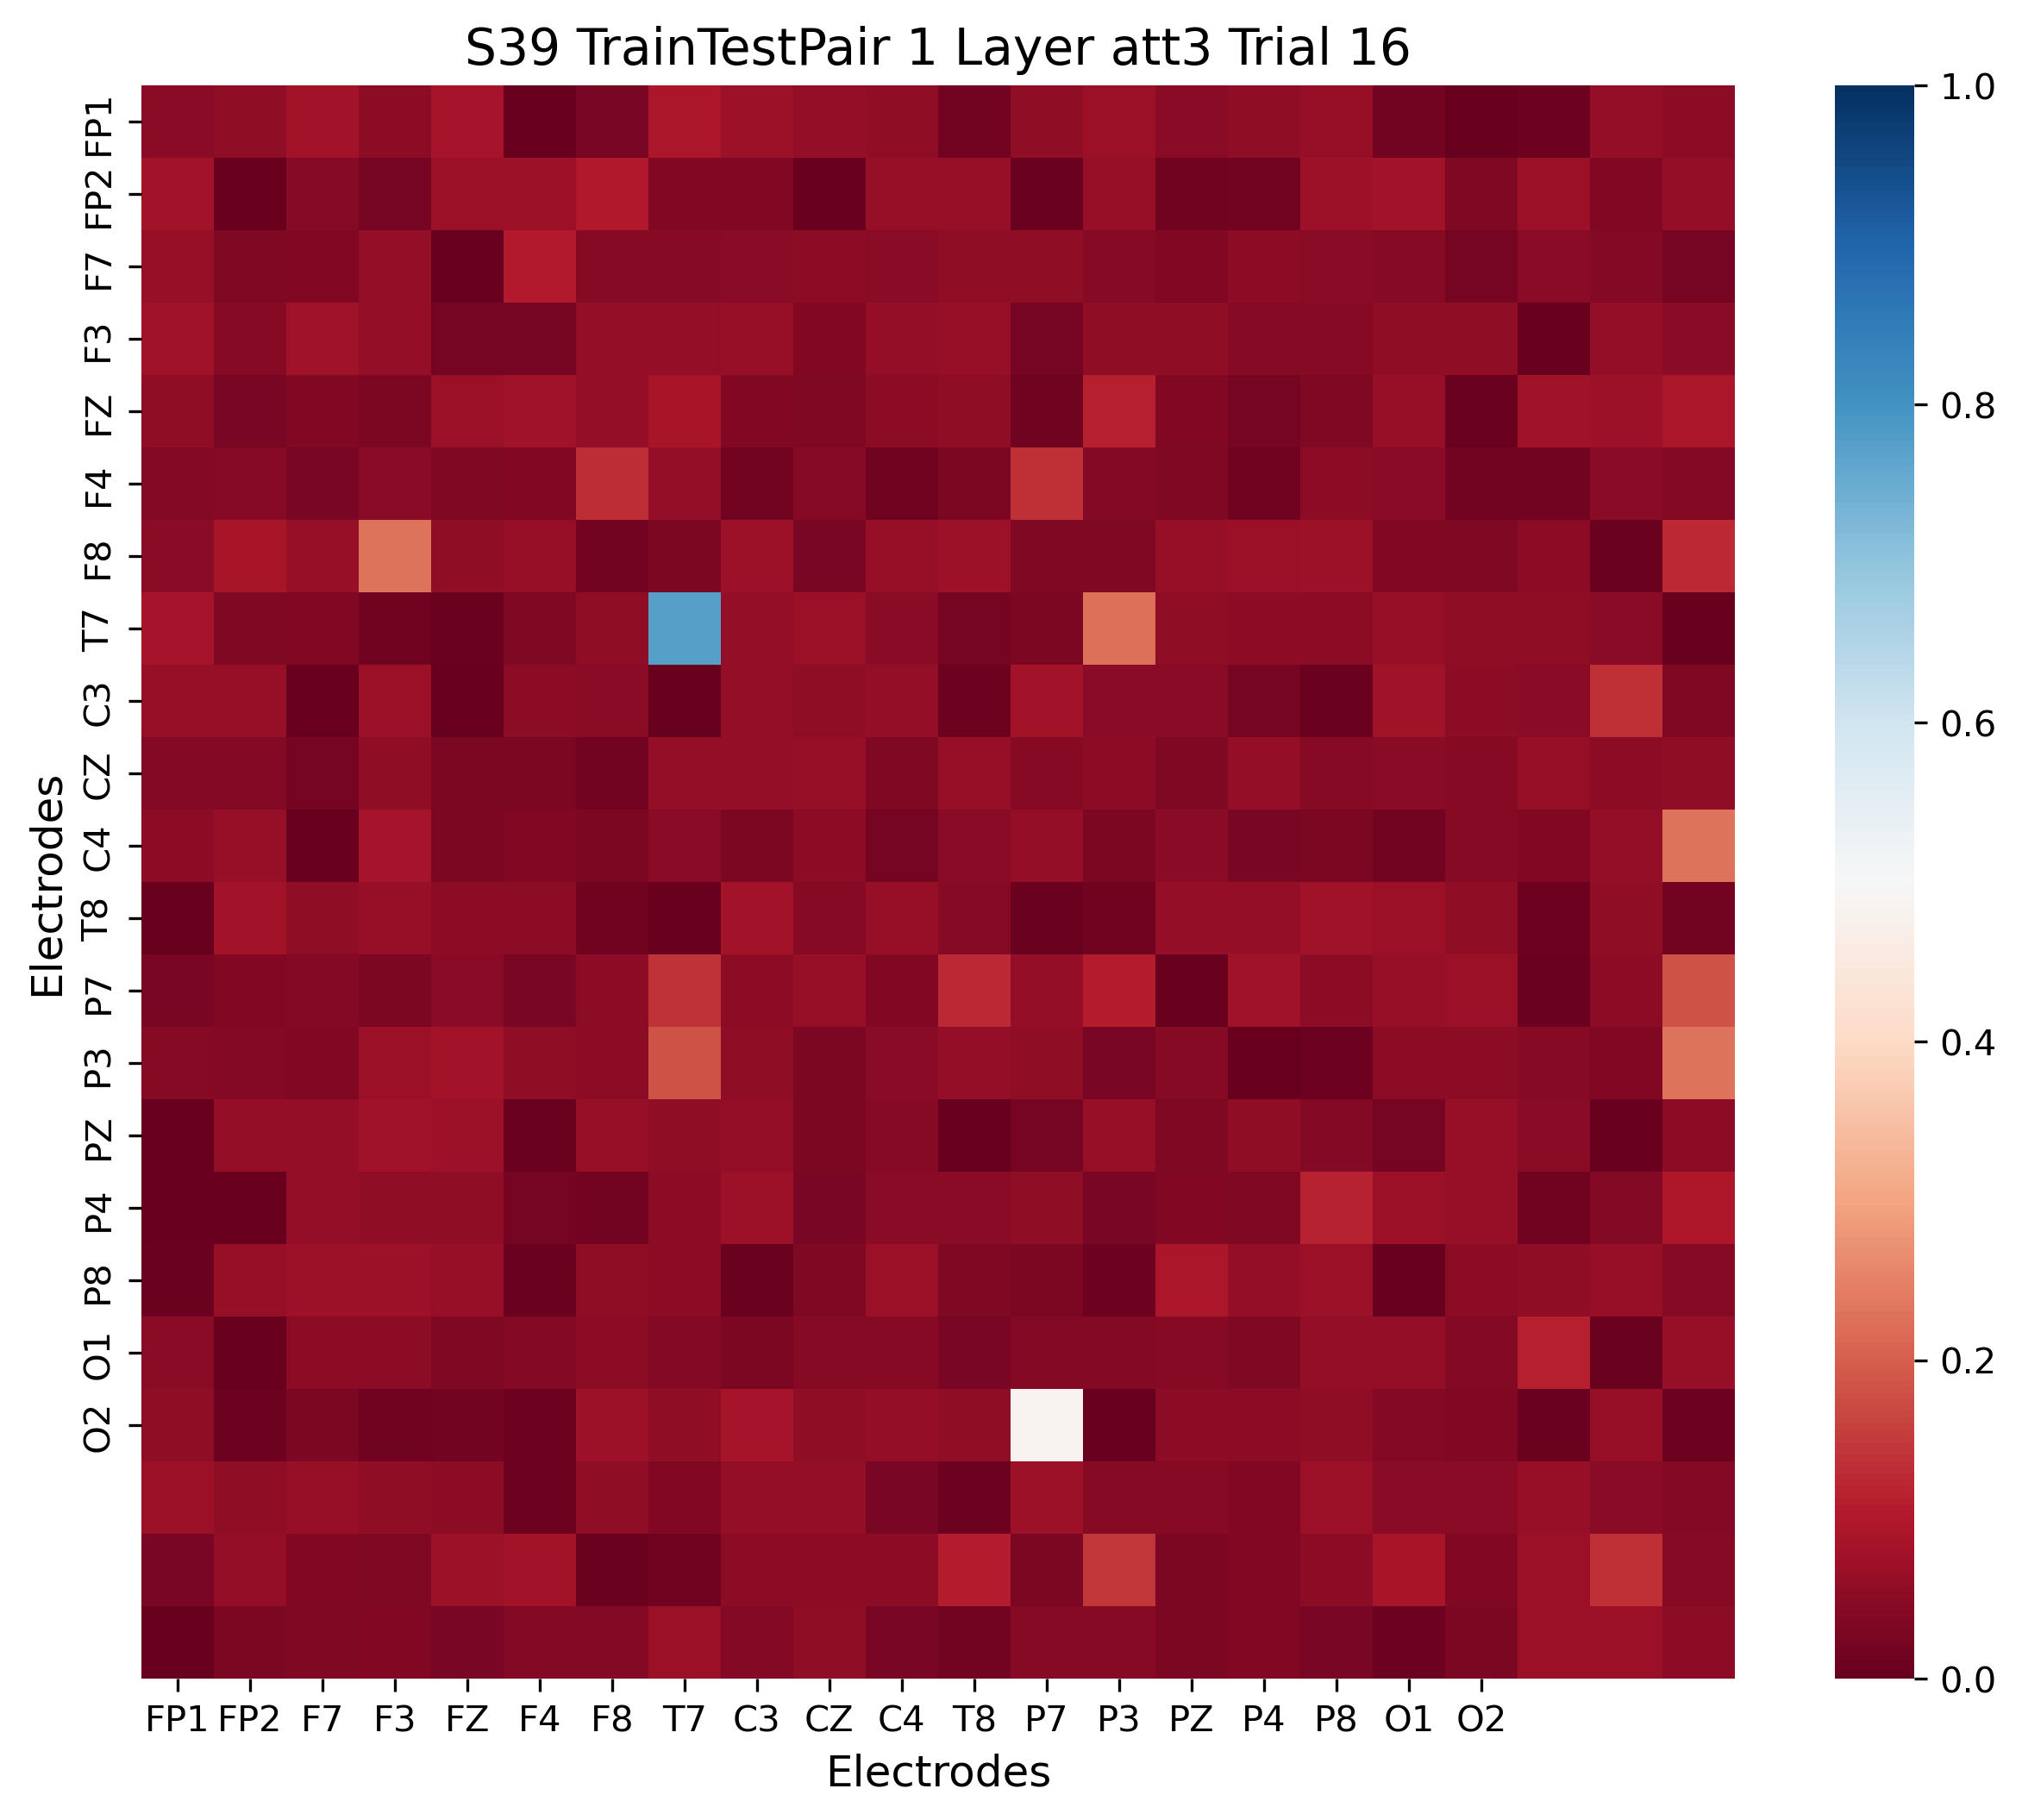 S39 TrainTestPair 1 Layer att3 Trial 16
Electrodes
FP1
FP2
F7
F3
FZ
F4
F8
T7
C3
CZ
C4
T8
P7
P3
PZ
P4
P8
O1
O2
FP1 FP2 F7 F3 FZ F4 F8 T7 C3 CZ C4 T8 P7 P3 PZ P4 P8 O1 O2
Electrodes
1.0
0.8
0.6
0.4
0.2
0.0